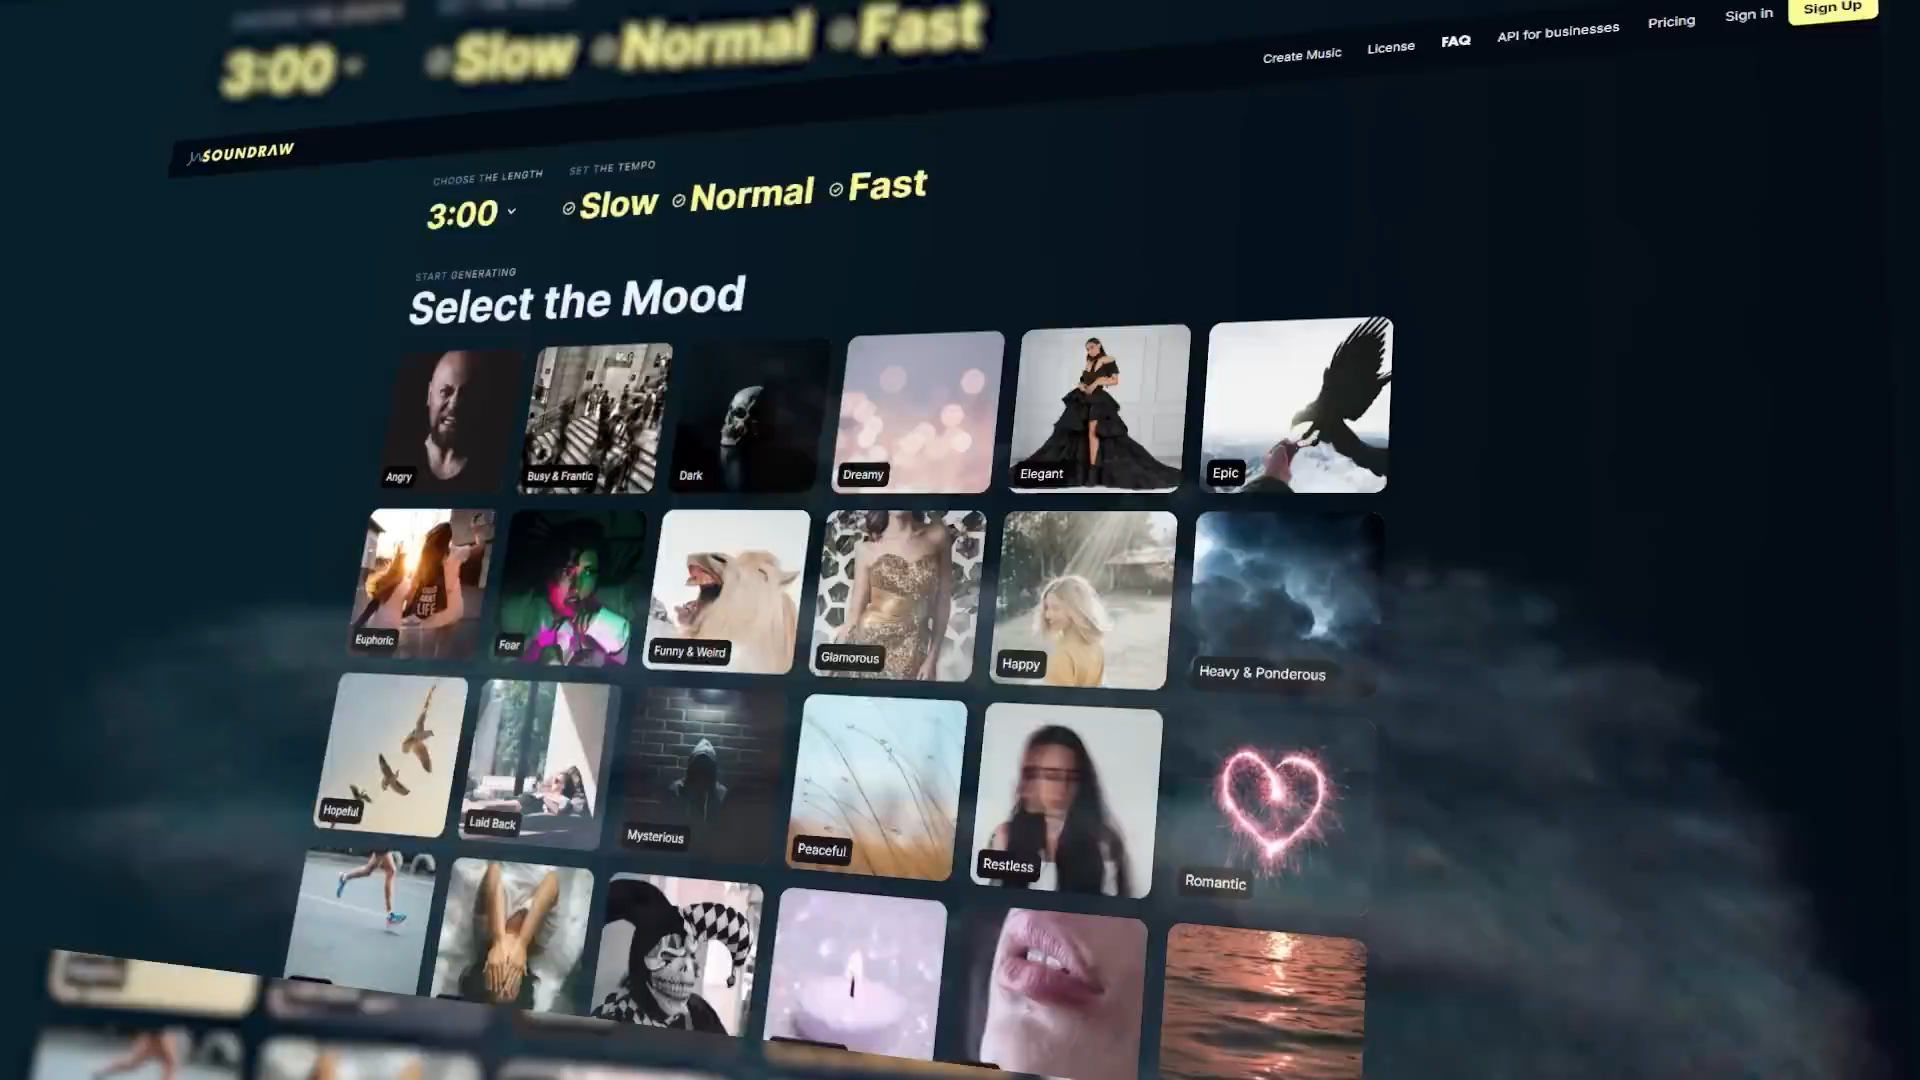 3:00 Slow Normal Fast
Create Music License FAQ API for businesses Pricing Sign in Sign Up
SOUNDRAW
CHOOSE THE LENGTH SET THE TEMPO
3:00 Slow Normal Fast
START GENERATING
Select the Mood
Angry Busy & Frantic Dark Dreamy Elegant Epic
Euphoric Fear Funny & Weird Glamorous Happy Heavy & Ponderous
Hopeful Laid Back Mysterious Peaceful Restless Romantic